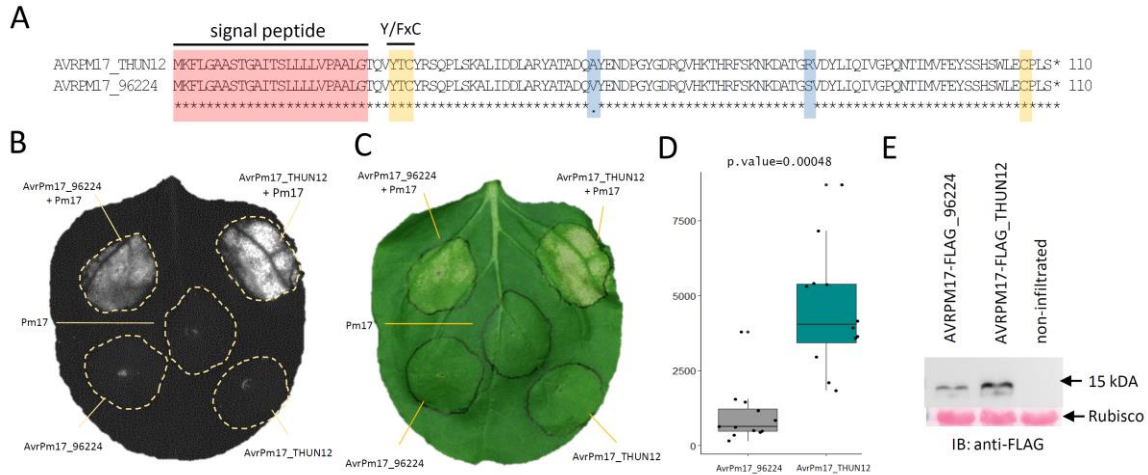 A
signal peptide
Y/FxC
AVRPM17_THUN12 MKFLGAASTGAITSLLLLVPAALGTQVYTCYRSQPLSKALIDDLARYATADQAYENDPGYGDRQVHKTHRFSKNKDATGRVDYLIQIVGPQNTIMVFEYSSHSWLECPLS* 110
AVRPM17_96224 MKFLGAASTGAITSLLLLVPAALGTQVYTCYRSQPLSKALIDDLARYATADQVYENDPGYGDRQVHKTHRFSKNKDATGSVDYLIQIVGPQNTIMVFEYSSHSWLECPLS* 110
B
AvrPm17_96224
+ Pm17
AvrPm17_THUN12
+ Pm17
Pm17
AvrPm17_96224
AvrPm17_THUN12
C
AvrPm17_96224
+ Pm17
AvrPm17_THUN12
+ Pm17
Pm17
AvrPm17_96224
AvrPm17_THUN12
D
p.value=0.00048
7500
5000
2500
0
AvrPm17_96224
AvrPm17_THUN12
E
AVRPM17-FLAG_96224
AVRPM17-FLAG_THUN12
non-infiltrated
15 kDA
Rubisco
IB: anti-FLAG